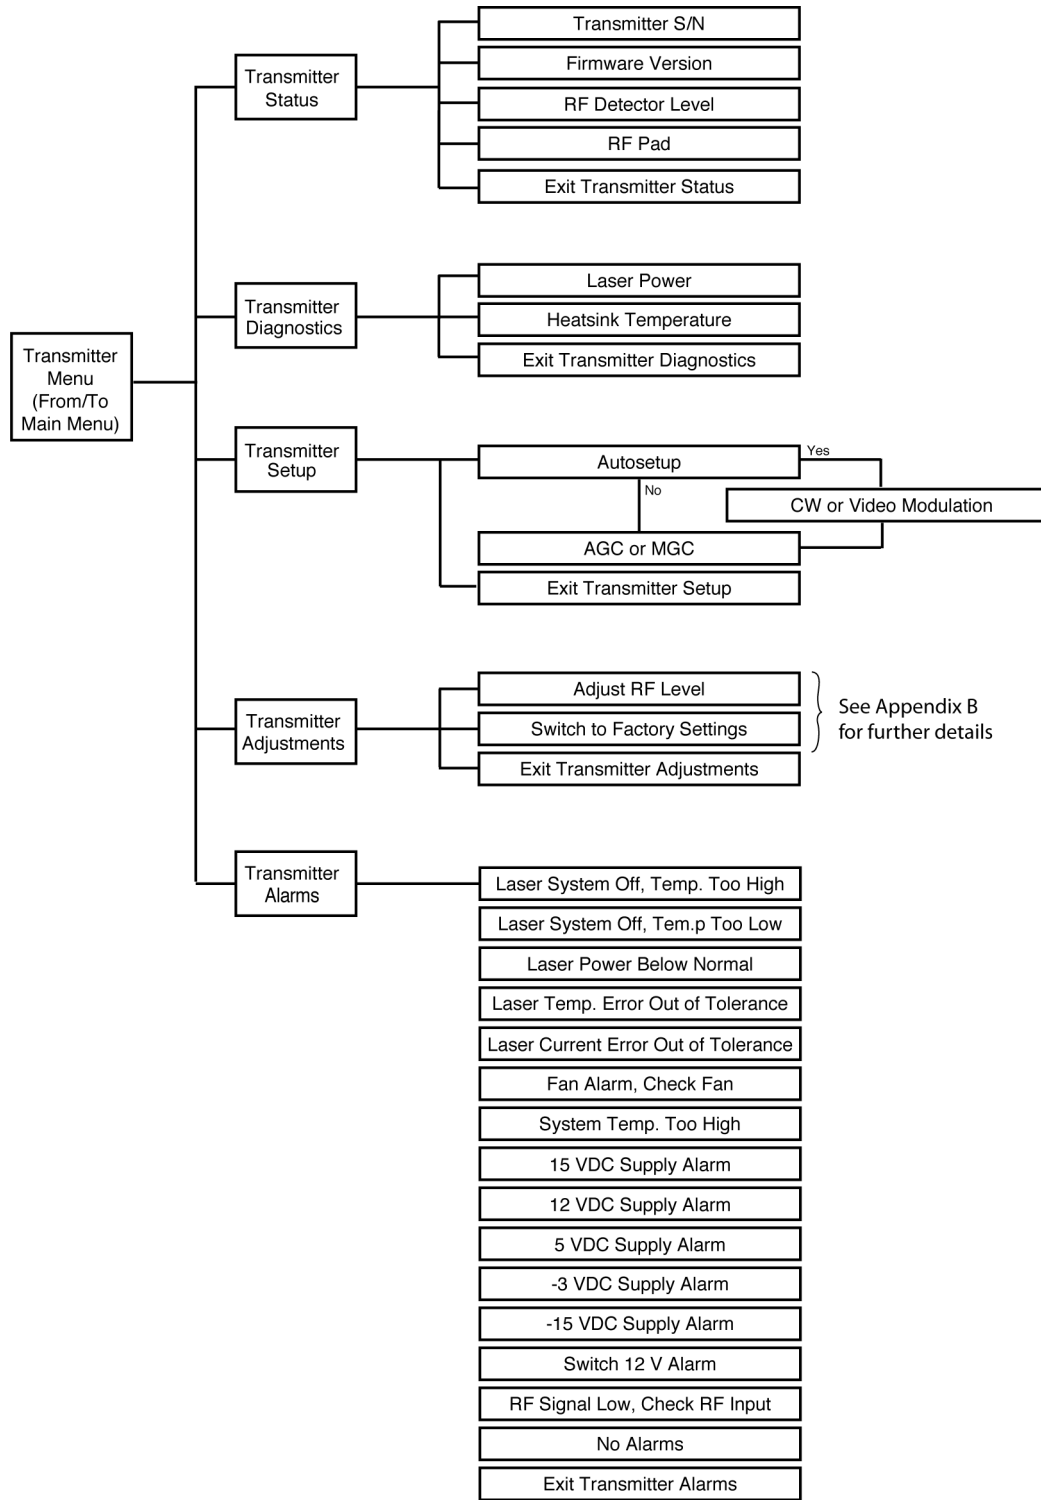 Transmitter
Menu
(From/To
Main Menu)
Transmitter
Status
Transmitter S/N
Firmware Version
RF Detector Level
RF Pad
Exit Transmitter Status
Transmitter
Diagnostics
Laser Power
Heatsink Temperature
Exit Transmitter Diagnostics
Transmitter
Setup
Autosetup
Yes
No
CW or Video Modulation
AGC or MGC
Exit Transmitter Setup
Transmitter
Adjustments
Adjust RF Level
Switch to Factory Settings
Exit Transmitter Adjustments
See Appendix B
for further details
Transmitter
Alarms
Laser System Off, Temp. Too High
Laser System Off, Tem.p Too Low
Laser Power Below Normal
Laser Temp. Error Out of Tolerance
Laser Current Error Out of Tolerance
Fan Alarm, Check Fan
System Temp. Too High
15 VDC Supply Alarm
12 VDC Supply Alarm
5 VDC Supply Alarm
-3 VDC Supply Alarm
-15 VDC Supply Alarm
Switch 12 V Alarm
RF Signal Low, Check RF Input
No Alarms
Exit Transmitter Alarms